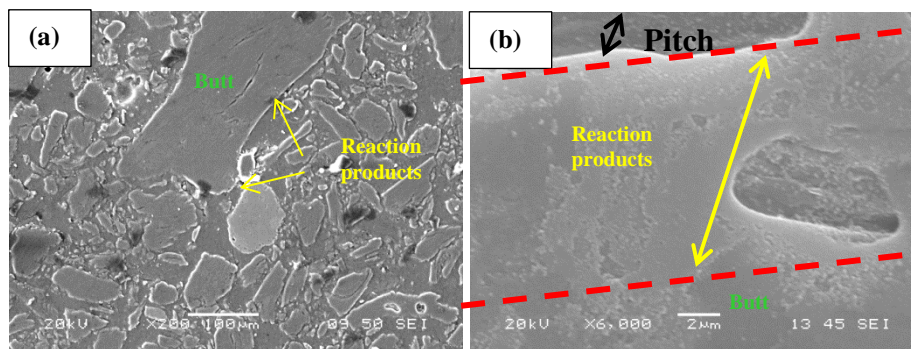 (a)
Butt
Reaction
products
20kV X200 100µm 09 50 SEI
(b)
Pitch
Reaction
products
Butt
20kV X6,000 2µm 13 45 SEI